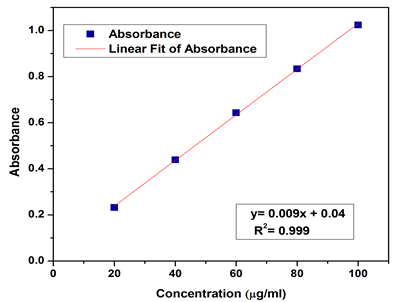 Absorbance
Linear Fit of Absorbance
1.0
0.8
0.6
0.4
0.2
0.0
Absorbance
y= 0.009x + 0.04
R²= 0.999
0 20 40 60 80 100
Concentration (μg/ml)